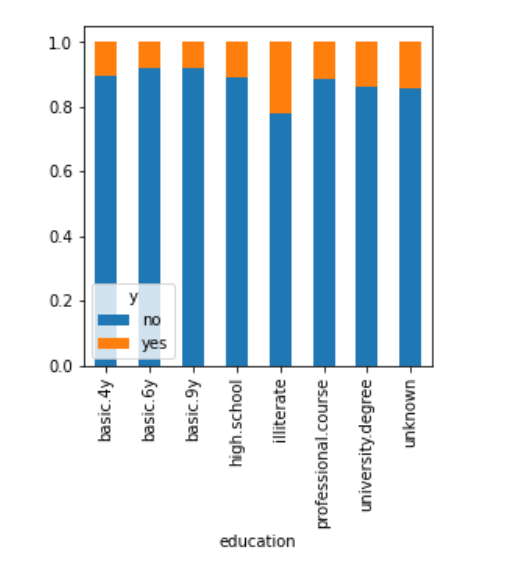 1.0
0.8
0.6
0.4
0.2
0.0
y
no
yes
basic.4y
basic.6y
basic.9y
high.school
illiterate
professional.course
university.degree
unknown
education